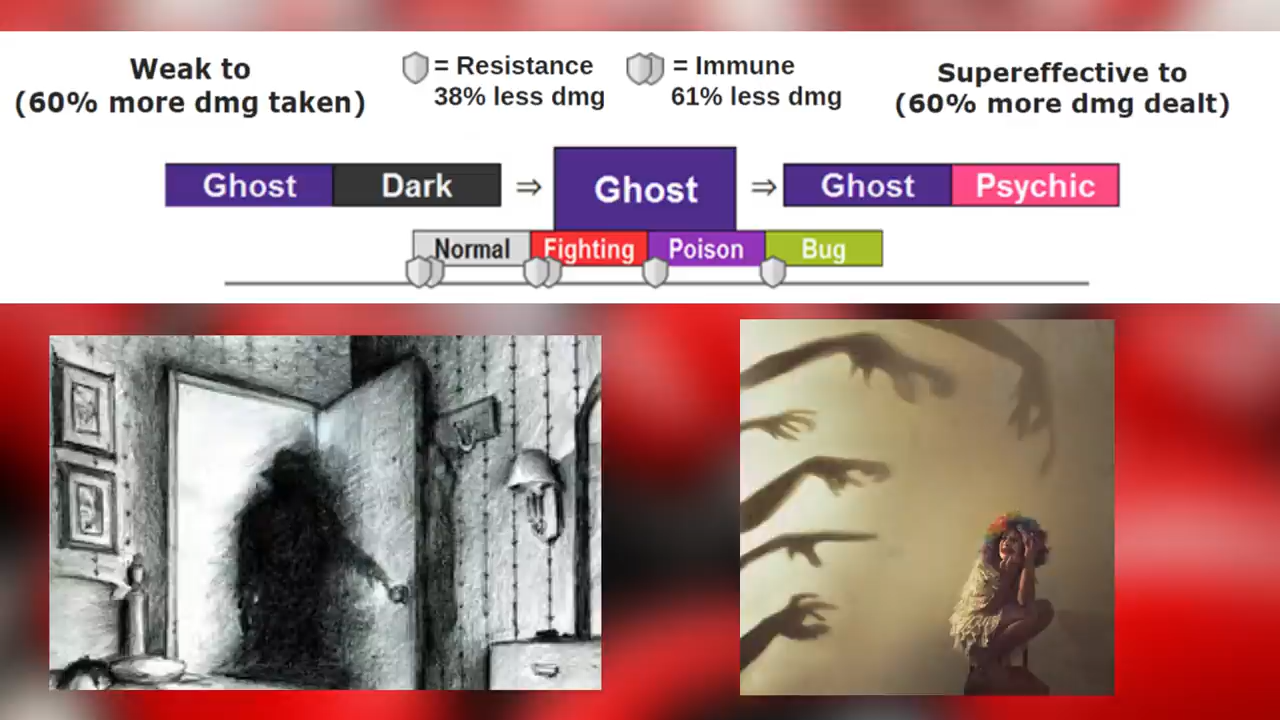 Weak to
(60% more dmg taken)
= Resistance
38% less dmg
= Immune
61% less dmg
Supereffective to
(60% more dmg dealt)
Ghost Dark ⇒ Ghost ⇒ Ghost Psychic
Normal Fighting Poison Bug